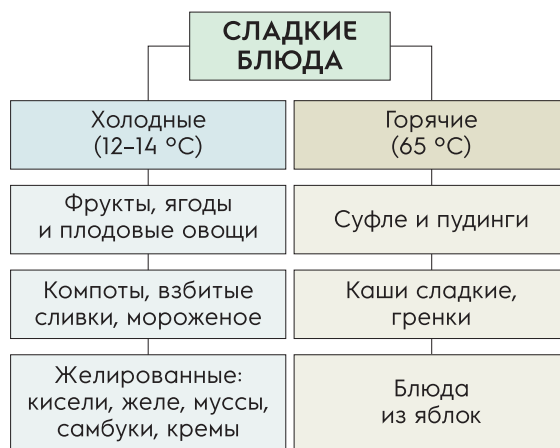 СЛАДКИЕ
БЛЮДА
Холодные
(12–14 °С)
Горячие
(65 °С)
Фрукты, ягоды
и плодовые овощи
Суфле и пудинги
Компоты, взбитые
сливки, мороженое
Каши сладкие,
гренки
Желированные:
кисели, желе, муссы,
самбуки, кремы
Блюда
из яблок